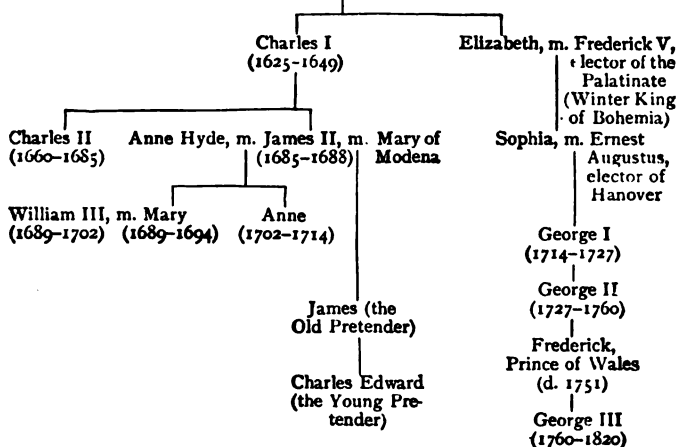 Charles I
(1625-1649)
Elizabeth, m. Frederick V,
lector of the
Palatinate
(Winter King
of Bohemia)
Charles II
(1660-1685)
Anne Hyde, m. James II, m. Mary of
(1685-1688) Modena
Sophia, m. Ernest
Augustus,
elector of
Hanover
William III, m. Mary
(1689-1702) (1689-1694)
Anne
(1702-1714)
George I
(1714-1727)
George II
(1727-1760)
James (the
Old Pretender)
Frederick,
Prince of Wales
(d. 1751)
Charles Edward
(the Young Pre-
tender)
George III
(1760-1820)